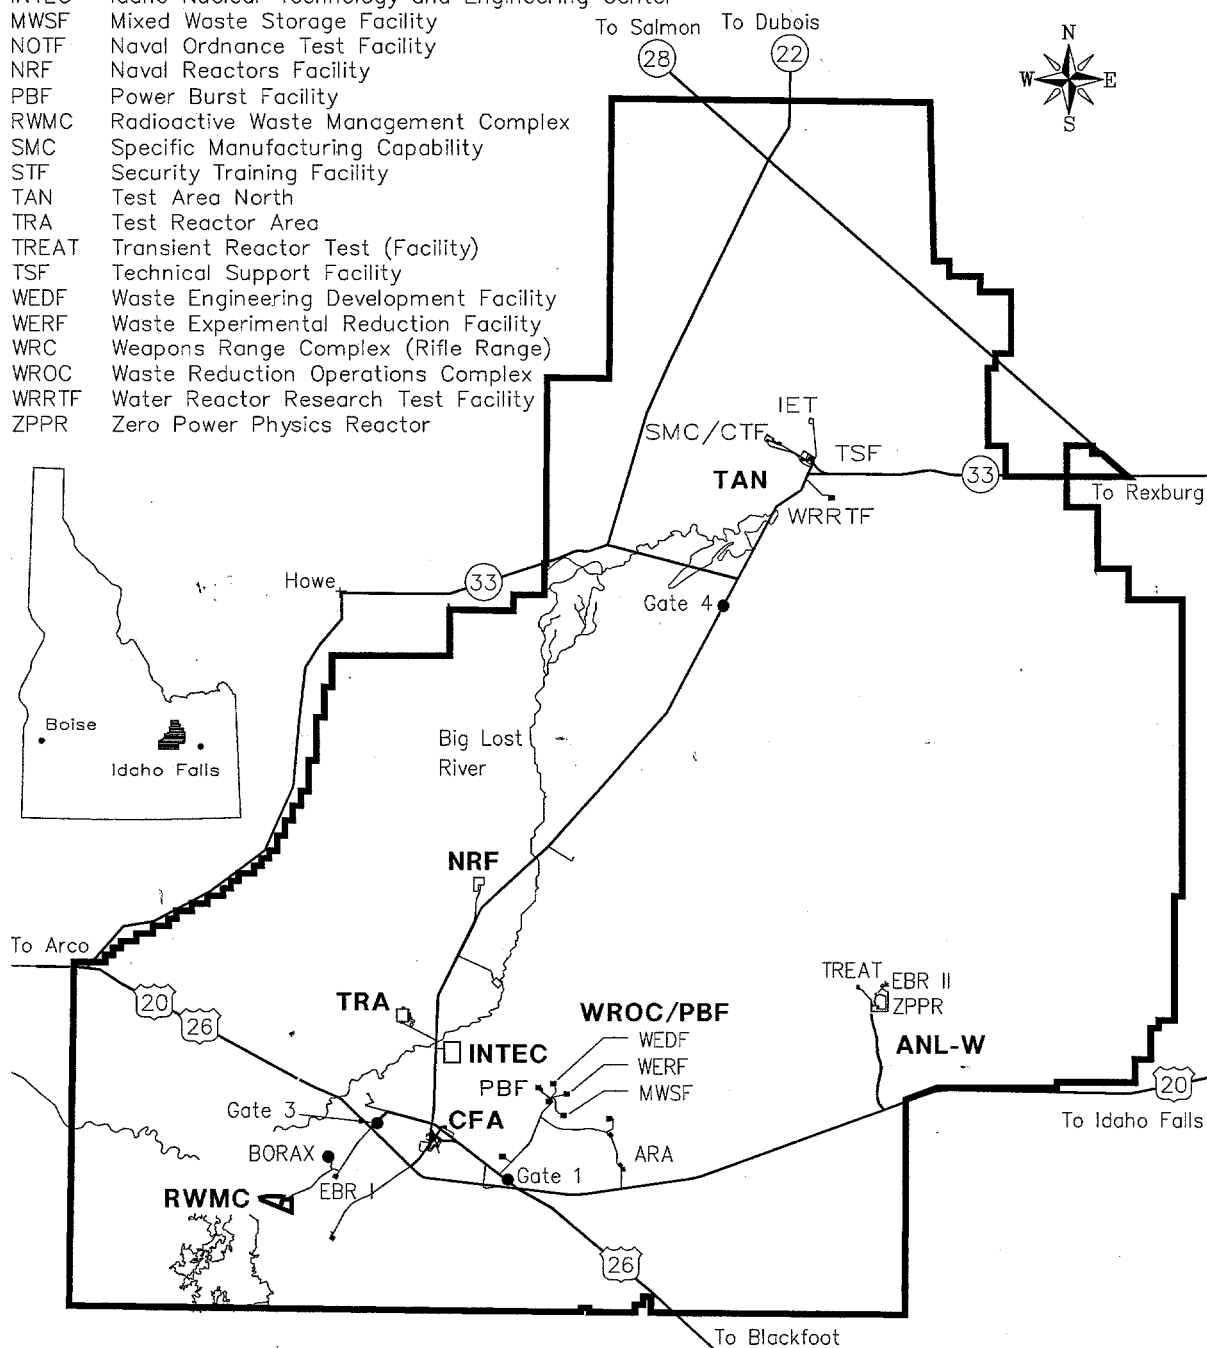 INTEC Idaho Nuclear Technology and Engineering Center
MWSF Mixed Waste Storage Facility
NOTF Naval Ordnance Test Facility
NRF Naval Reactors Facility
PBF Power Burst Facility
RWMC Radioactive Waste Management Complex
SMC Specific Manufacturing Capability
STF Security Training Facility
TAN Test Area North
TRA Test Reactor Area
TREAT Transient Reactor Test (Facility)
TSF Technical Support Facility
WEDF Waste Engineering Development Facility
WERF Waste Experimental Reduction Facility
WRC Weapons Range Complex (Rifle Range)
WROC Waste Reduction Operations Complex
WRRTF Water Reactor Research Test Facility
ZPPR Zero Power Physics Reactor
To Salmon
To Dubois
28
22
N
W
E
S
IET
SMC/CTF
TSF
TAN
33
To Rexburg
WRRTF
Howe
33
Gate 4
Boise
Idaho Falls
Big Lost
River
NRF
To Arco
20
26
TRA
INTEC
WROC/PBF
WEDF
WERF
PBF
MWSF
TREAT
EBR II
ZPPR
ANL-W
20
To Idaho Falls
Gate 3
CFA
BORAX
EBR I
RWMC
ARA
Gate 1
26
To Blackfoot